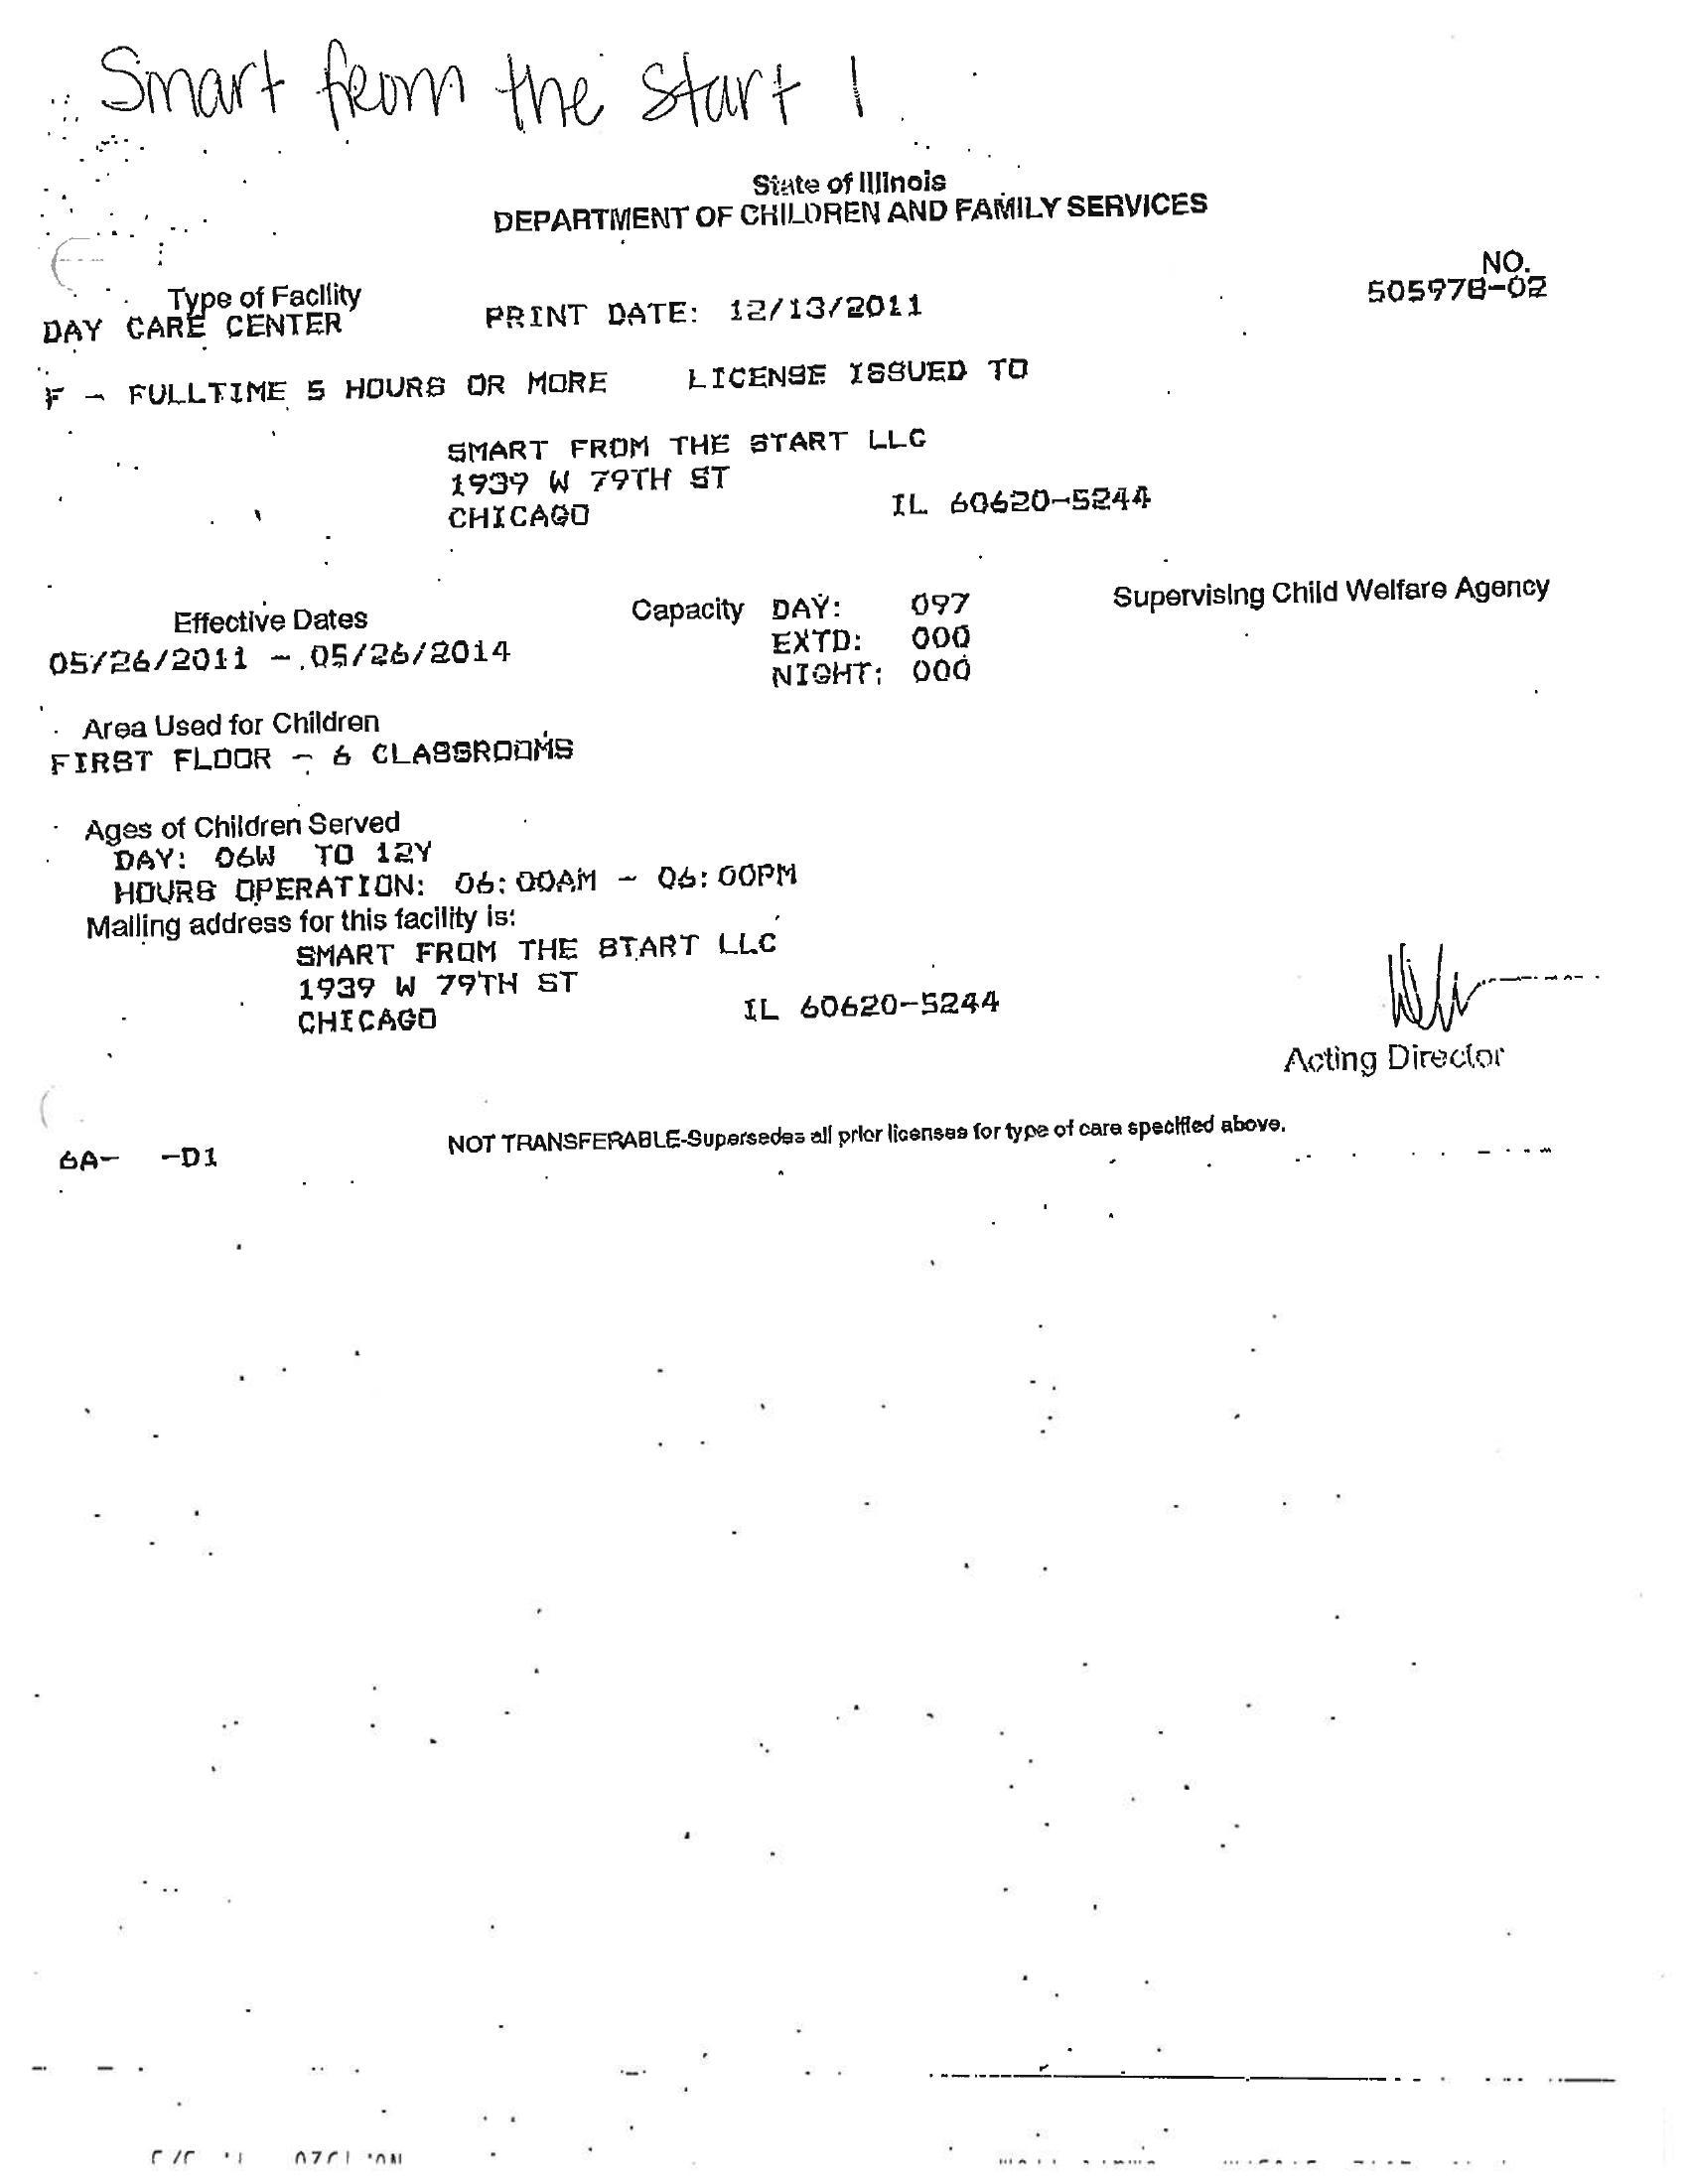 Smart from the start 1
State of Illinois
DEPARTMENT OF CHILDREN AND FAMILY SERVICES
NO.
Type of Facility
505978-02
DAY CARE CENTER PRINT DATE: 12/13/2011
F - FULLTIME 5 HOURS OR MORE LICENSE ISSUED TO
SMART FROM THE START LLC
1939 W 79TH ST
CHICAGO IL 60620-5244
Effective Dates Capacity DAY: 097 Supervising Child Welfare Agency
05/26/2011 - 05/26/2014 EXTD: 000
NIGHT: 000
Area Used for Children
FIRST FLOOR - 6 CLASSROOMS
Ages of Children Served
DAY: 06W TO 12Y
HOURS OPERATION: 06:00AM - 06:00PM
Mailing address for this facility is:
SMART FROM THE START LLC
1939 W 79TH ST
CHICAGO IL 60620-5244
Acting Director
6A- -D1 NOT TRANSFERABLE-Supersedes all prior licenses for type of care specified above.